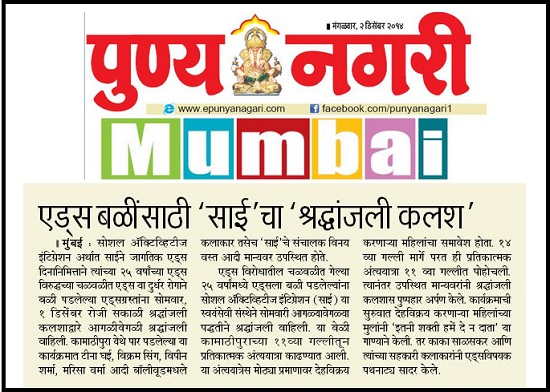 मंगळवार, २ डिसेंबर २०१४
पुण्य नगरी
www.epunyanagari.com facebook.com/punyanagari1
Mumbai
एड्स बळींसाठी ‘साई’चा ‘श्रद्धांजली कलश’
। मुंबई : सोशल ॲक्टिव्हिटीज
इंटिग्रेशन अर्थात साईने जागतिक एड्स
दिनानिमित्ताने त्यांच्या २५ वर्षाच्या एड्स
विरुद्धच्या चळवळीत एड्स या दुर्धर रोगाने
बळी पडलेल्या एड्सग्रस्तांना सोमवार,
१ डिसेंबर रोजी सकाळी श्रद्धांजली
कलशाद्वारे आगळीवेगळी श्रद्धांजली
वाहिली. कामाठीपुरा येथे पार पडलेल्या या
कार्यक्रमात टीना घई, विक्रम सिंग, विपीन
शर्मा, मरिसा वर्मा आदी बॉलीवूडमधले
कलाकार तसेच ‘साई’चे संचालक विनय
वस्त आदी मान्यवर उपस्थित होते.
एड्स विरोधातील चळवळीत गेल्या
२५ वर्षांमध्ये एड्सला बळी पडलेल्यांना
सोशल ॲक्टिव्हिटीज इंटिग्रेशन (साई) या
स्वयंसेवी संस्थेने सोमवारी आगळ्यावेगळ्या
पद्धतीने श्रद्धांजली वाहिली. या वेळी
कामाठीपुराच्या ११व्या गल्लीतून
प्रतिकात्मक अंत्ययात्रा काढण्यात आली.
या अंत्ययात्रेस मोठ्या प्रमाणावर देहविक्रय
करणाऱ्या महिलांचा समावेश होता. १४
व्या गल्ली मार्गे परत ही प्रतिकात्मक
अंत्ययात्रा ११ व्या गल्लीत पोहोचली.
त्यानंतर उपस्थित मान्यवरांनी श्रद्धांजली
कलशास पुष्पहार अर्पण केले. कार्यक्रमाची
सुरुवात देहविक्रय करणाऱ्या महिलांच्या
मुलांनी ‘इतनी शक्ती हमें दे न दाता’ या
गाण्याने केली. तर काका साळसकर आणि
त्यांच्या सहकारी कलाकारांनी एड्सविषयक
पथनाट्य सादर केले.